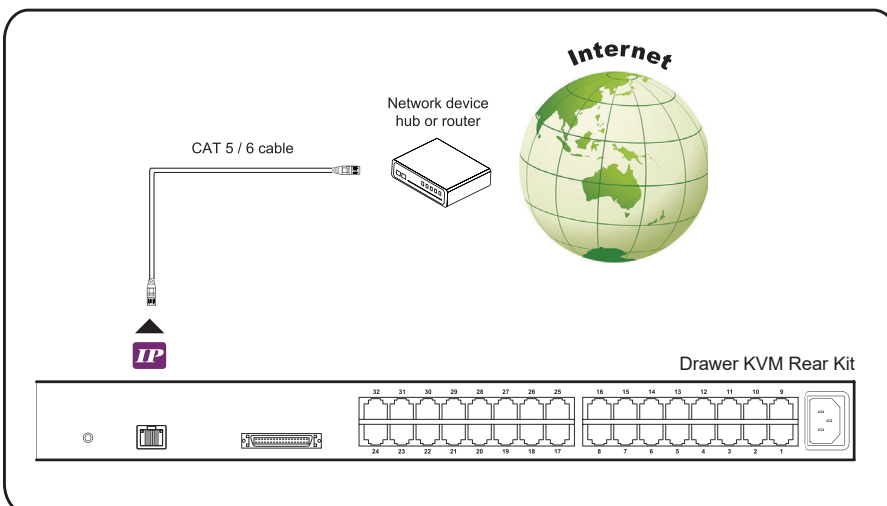 Internet
Network device
hub or router
CAT 5 / 6 cable
IP
Drawer KVM Rear Kit
32 31 30 29 28 27 26 25 16 15 14 13 12 11 10 9
24 23 22 21 20 19 18 17 8 7 6 5 4 3 2 1